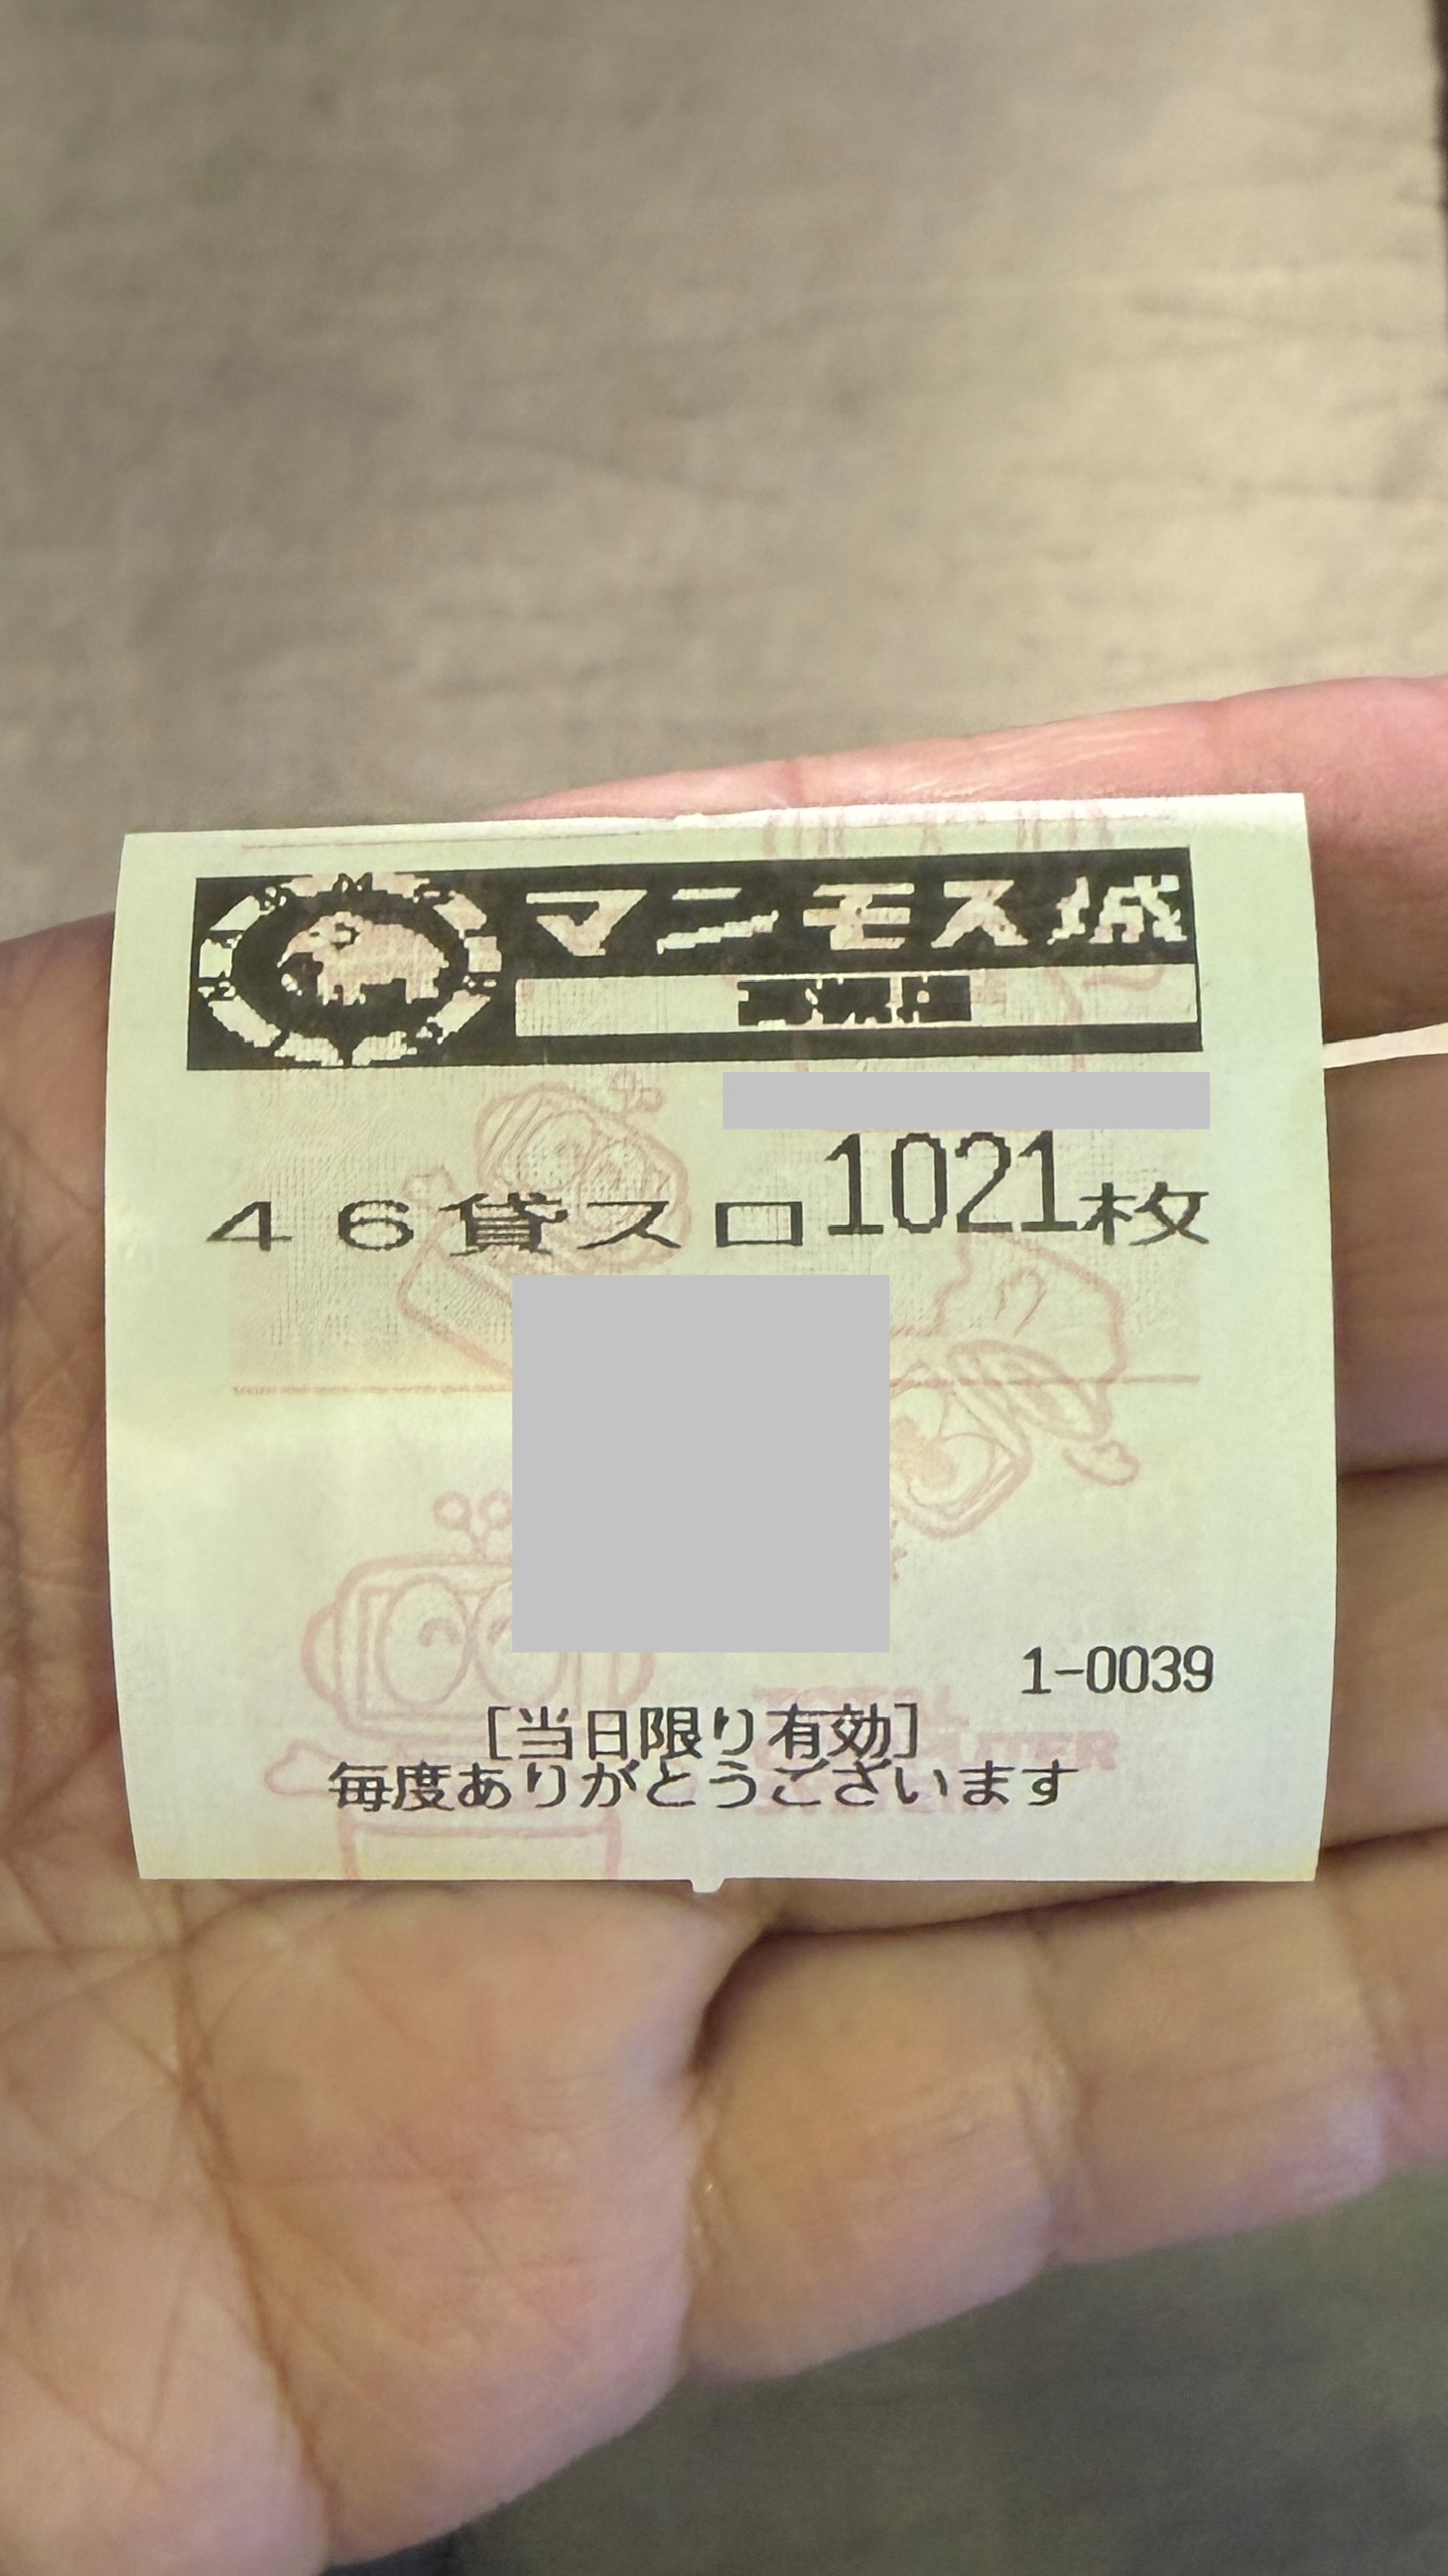 マンモス城
46貸スロ1021枚
1-0039
[当日限り有効]
毎度ありがとうございます